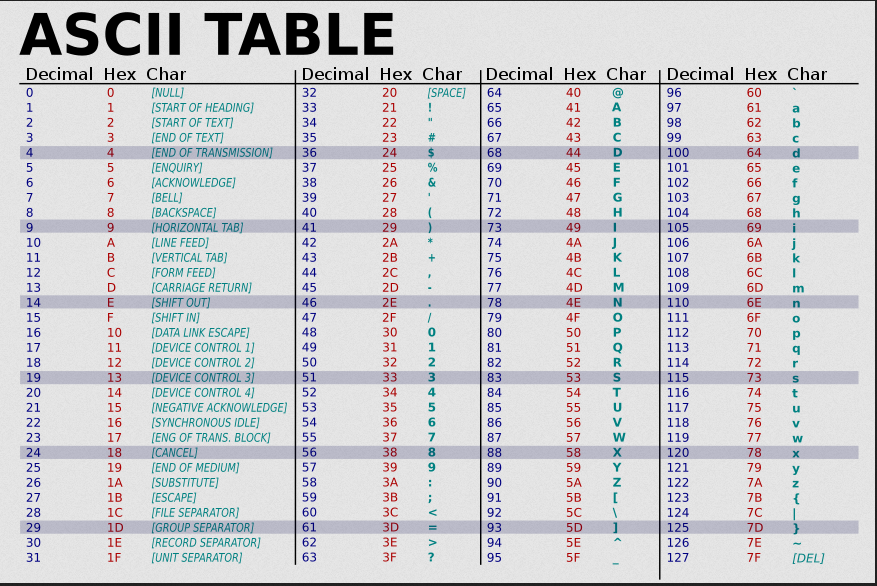 ASCII TABLE
Decimal Hex Char Decimal Hex Char Decimal Hex Char Decimal Hex Char
0 0 [NULL] 32 20 [SPACE] 64 40 @ 96 60 `
1 1 [START OF HEADING] 33 21 ! 65 41 A 97 61 a
2 2 [START OF TEXT] 34 22 " 66 42 B 98 62 b
3 3 [END OF TEXT] 35 23 # 67 43 C 99 63 c
4 4 [END OF TRANSMISSION] 36 24 $ 68 44 D 100 64 d
5 5 [ENQUIRY] 37 25 % 69 45 E 101 65 e
6 6 [ACKNOWLEDGE] 38 26 & 70 46 F 102 66 f
7 7 [BELL] 39 27 ' 71 47 G 103 67 g
8 8 [BACKSPACE] 40 28 ( 72 48 H 104 68 h
9 9 [HORIZONTAL TAB] 41 29 ) 73 49 I 105 69 i
10 A [LINE FEED] 42 2A * 74 4A J 106 6A j
11 B [VERTICAL TAB] 43 2B + 75 4B K 107 6B k
12 C [FORM FEED] 44 2C , 76 4C L 108 6C l
13 D [CARRIAGE RETURN] 45 2D - 77 4D M 109 6D m
14 E [SHIFT OUT] 46 2E . 78 4E N 110 6E n
15 F [SHIFT IN] 47 2F / 79 4F O 111 6F o
16 10 [DATA LINK ESCAPE] 48 30 0 80 50 P 112 70 p
17 11 [DEVICE CONTROL 1] 49 31 1 81 51 Q 113 71 q
18 12 [DEVICE CONTROL 2] 50 32 2 82 52 R 114 72 r
19 13 [DEVICE CONTROL 3] 51 33 3 83 53 S 115 73 s
20 14 [DEVICE CONTROL 4] 52 34 4 84 54 T 116 74 t
21 15 [NEGATIVE ACKNOWLEDGE] 53 35 5 85 55 U 117 75 u
22 16 [SYNCHRONOUS IDLE] 54 36 6 86 56 V 118 76 v
23 17 [ENG OF TRANS. BLOCK] 55 37 7 87 57 W 119 77 w
24 18 [CANCEL] 56 38 8 88 58 X 120 78 x
25 19 [END OF MEDIUM] 57 39 9 89 59 Y 121 79 y
26 1A [SUBSTITUTE] 58 3A : 90 5A Z 122 7A z
27 1B [ESCAPE] 59 3B ; 91 5B [ 123 7B {
28 1C [FILE SEPARATOR] 60 3C < 92 5C \ 124 7C |
29 1D [GROUP SEPARATOR] 61 3D = 93 5D ] 125 7D }
30 1E [RECORD SEPARATOR] 62 3E > 94 5E ^ 126 7E ~
31 1F [UNIT SEPARATOR] 63 3F ? 95 5F _ 127 7F [DEL]